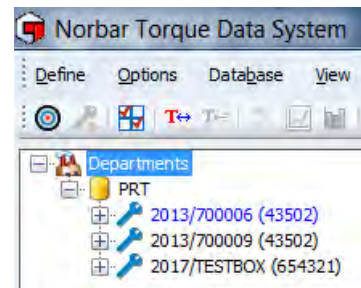 Norbar Torque Data System
Define Options Database View
T↔ T=
Departments
PRT
2013/700006 (43502)
2013/700009 (43502)
2017/TESTBOX (654321)